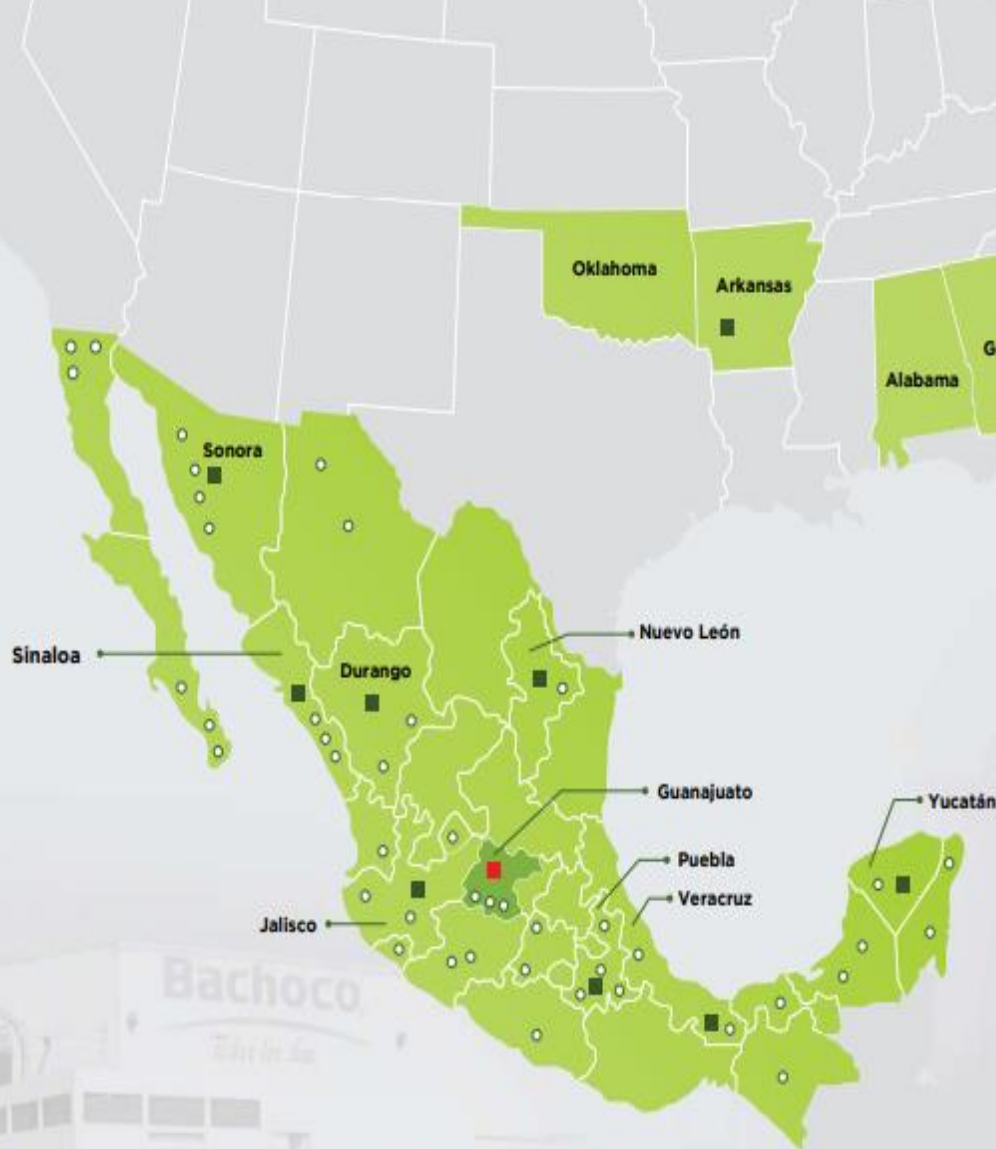 Oklahoma
Arkansas
G
Alabama
Sonora
Nuevo León
Sinaloa
Durango
Guanajuato
Yucatán
Puebla
Veracruz
Jalisco
Bachoco